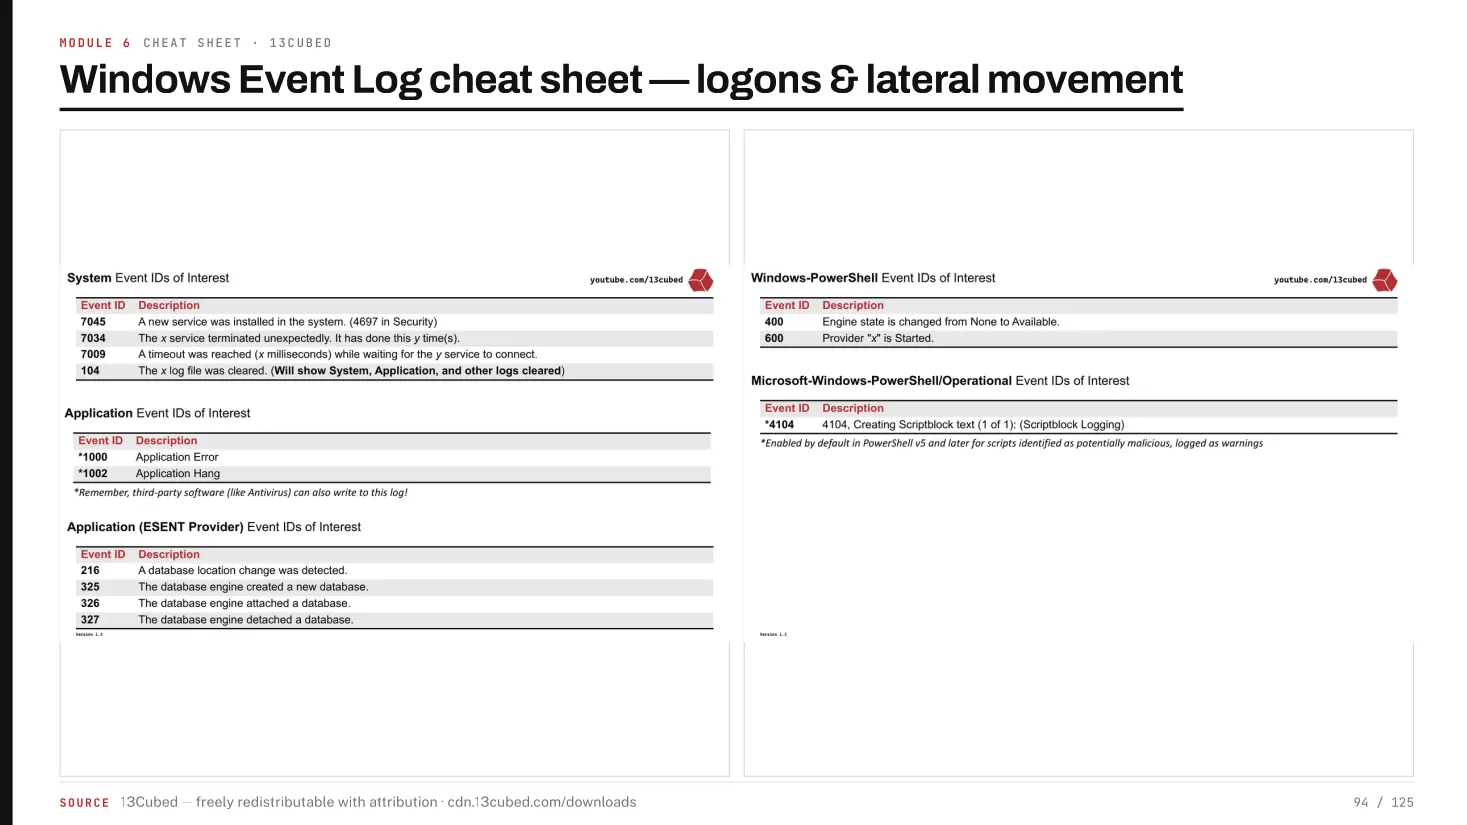 MODULE 6 CHEAT SHEET · 13CUBED
Windows Event Log cheat sheet — logons & lateral movement
System Event IDs of Interest
youtube.com/13cubed
Event ID Description
7045 A new service was installed in the system. (4697 in Security)
7034 The x service terminated unexpectedly. It has done this y time(s).
7009 A timeout was reached (x milliseconds) while waiting for the y service to connect.
104 The x log file was cleared. (Will show System, Application, and other logs cleared)
Application Event IDs of Interest
Event ID Description
*1000 Application Error
*1002 Application Hang
*Remember, third-party software (like Antivirus) can also write to this log!
Application (ESENT Provider) Event IDs of Interest
Event ID Description
216 A database location change was detected.
325 The database engine created a new database.
326 The database engine attached a database.
327 The database engine detached a database.
Version 1.3
Windows-PowerShell Event IDs of Interest
youtube.com/13cubed
Event ID Description
400 Engine state is changed from None to Available.
600 Provider "x" is Started.
Microsoft-Windows-PowerShell/Operational Event IDs of Interest
Event ID Description
*4104 4104, Creating Scriptblock text (1 of 1): (Scriptblock Logging)
*Enabled by default in PowerShell v5 and later for scripts identified as potentially malicious, logged as warnings
Version 1.3
SOURCE 13Cubed — freely redistributable with attribution · cdn.13cubed.com/downloads
94 / 125